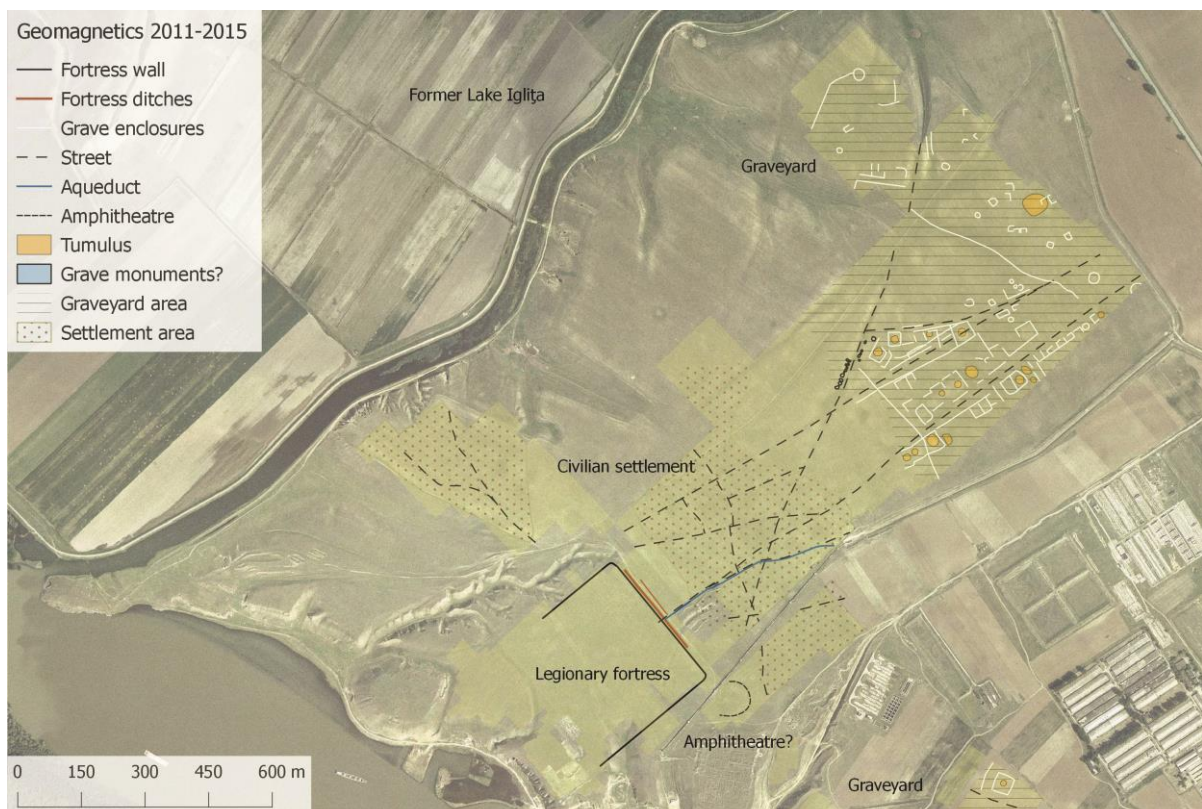 Geomagnetics 2011-2015
Fortress wall
Fortress ditches
Grave enclosures
Street
Aqueduct
Amphitheatre
Tumulus
Grave monuments?
Graveyard area
Settlement area
Former Lake Igliţa
Graveyard
Civilian settlement
Legionary fortress
Amphitheatre?
Graveyard
0 150 300 450 600 m